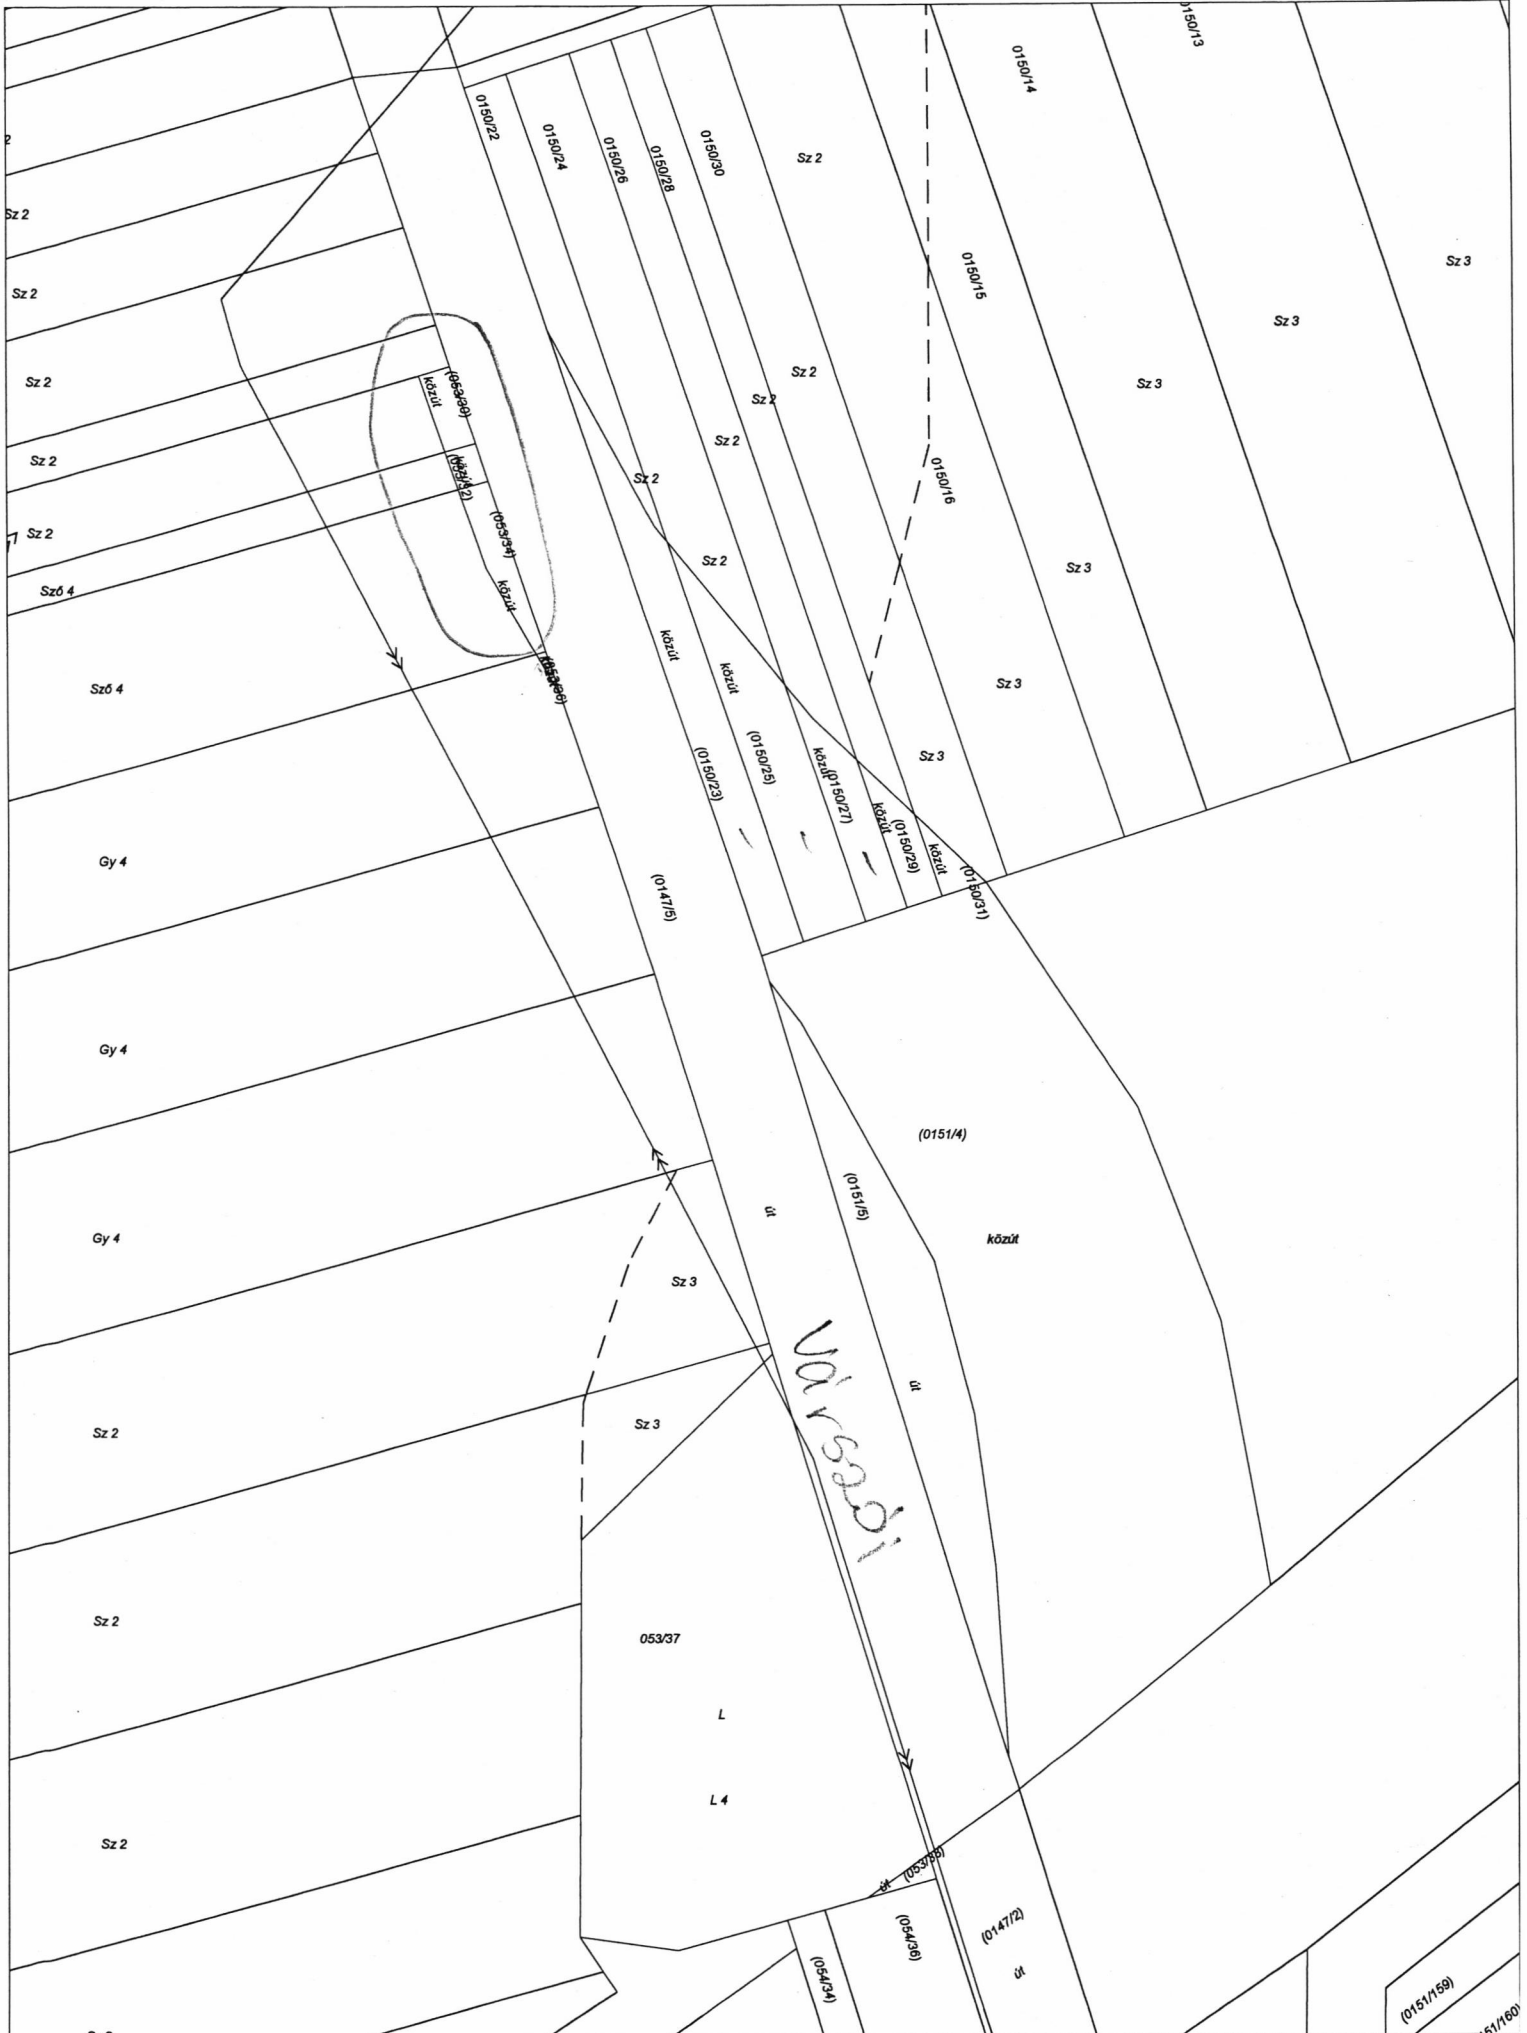 0150/13
0150/14
0150/22
0150/24
0150/26
0150/28
0150/30
Sz 2
Sz 2
0150/15
Sz 3
Sz 2
Sz 3
Sz 2
(053/30)
közút
Sz 2
Sz 2
Sz 3
Sz 2
Sz 2
közút
0150/16
Sz 2
Sz 2
(053/34)
Sz 2
Sz 3
Sző 4
közút
közút
közút
Sz 3
Sző 4
(0150/23)
(0150/25)
közút
(0150/27)
Sz 3
közút
(0150/29)
közút
(0150/31)
Gy 4
(0147/5)
Gy 4
(0151/4)
(0151/5)
út
Gy 4
közút
Sz 3
Várszói
út
Sz 2
Sz 3
Sz 2
053/37
L
L 4
Sz 2
út
(054/36)
(0147/2)
út
(054/34)
(0151/159)